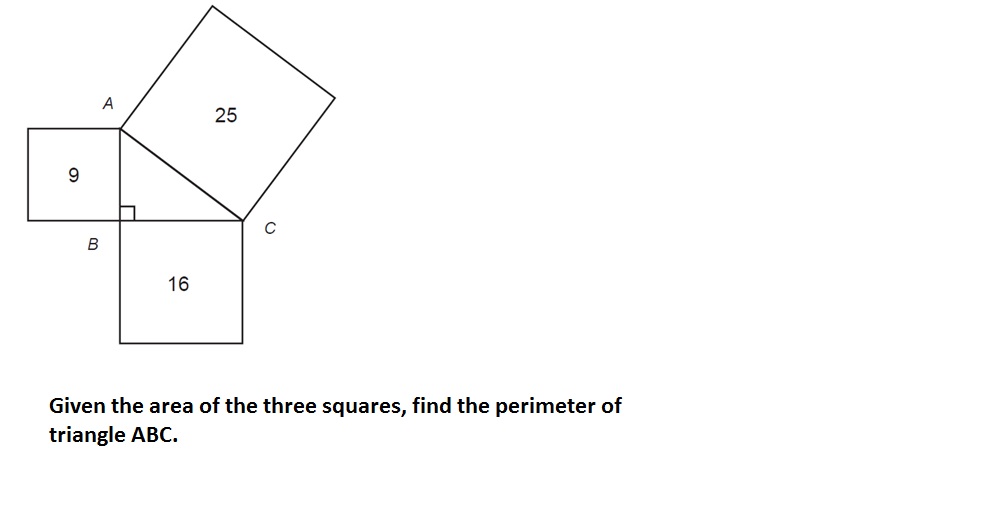 A
25
9
B
C
16
Given the area of the three squares, find the perimeter of
triangle ABC.